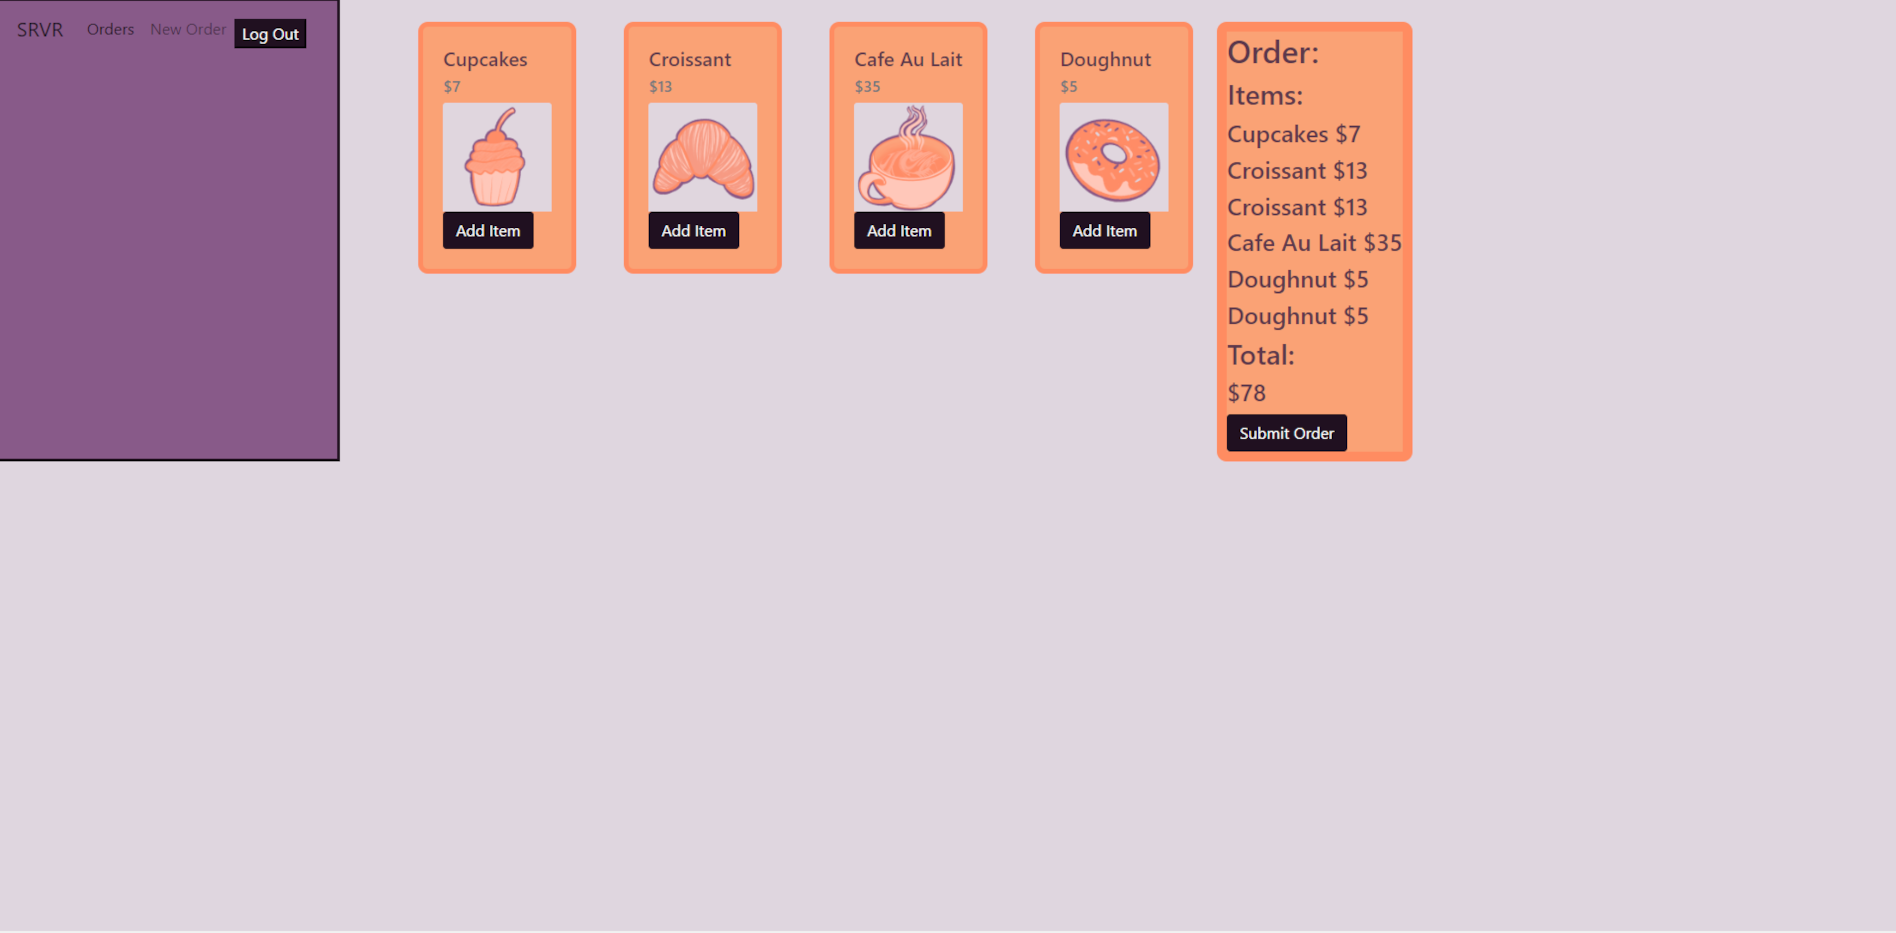 SRVR Orders New Order Log Out
Cupcakes
$7
Add Item
Croissant
$13
Add Item
Cafe Au Lait
$35
Add Item
Doughnut
$5
Add Item
Order:
Items:
Cupcakes $7
Croissant $13
Croissant $13
Cafe Au Lait $35
Doughnut $5
Doughnut $5
Total:
$78
Submit Order